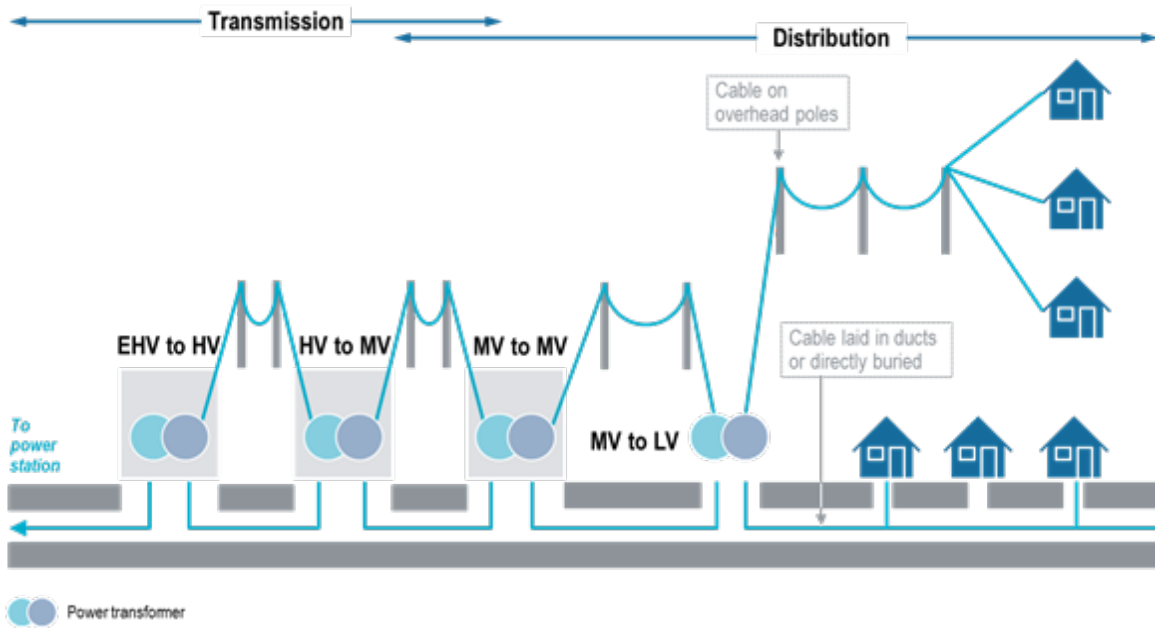 Transmission
Distribution
Cable on
overhead poles
EHV to HV
HV to MV
MV to MV
Cable laid in ducts
or directly buried
To
power
station
MV to LV
Power transformer